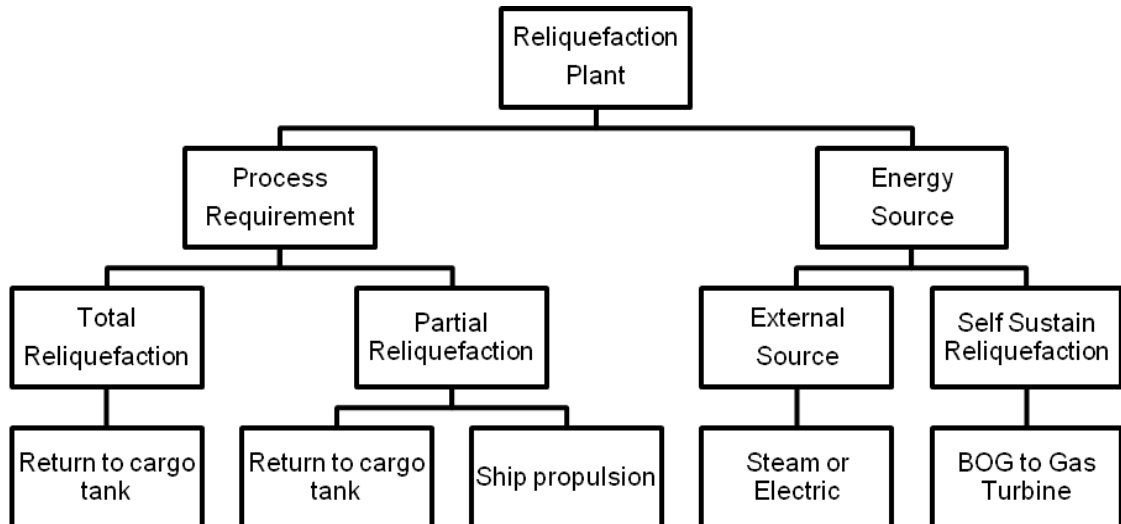 Reliquefaction
Plant
Process
Requirement
Energy
Source
Total
Reliquefaction
Partial
Reliquefaction
External
Source
Self Sustain
Reliquefaction
Return to cargo
tank
Return to cargo
tank
Ship propulsion
Steam or
Electric
BOG to Gas
Turbine